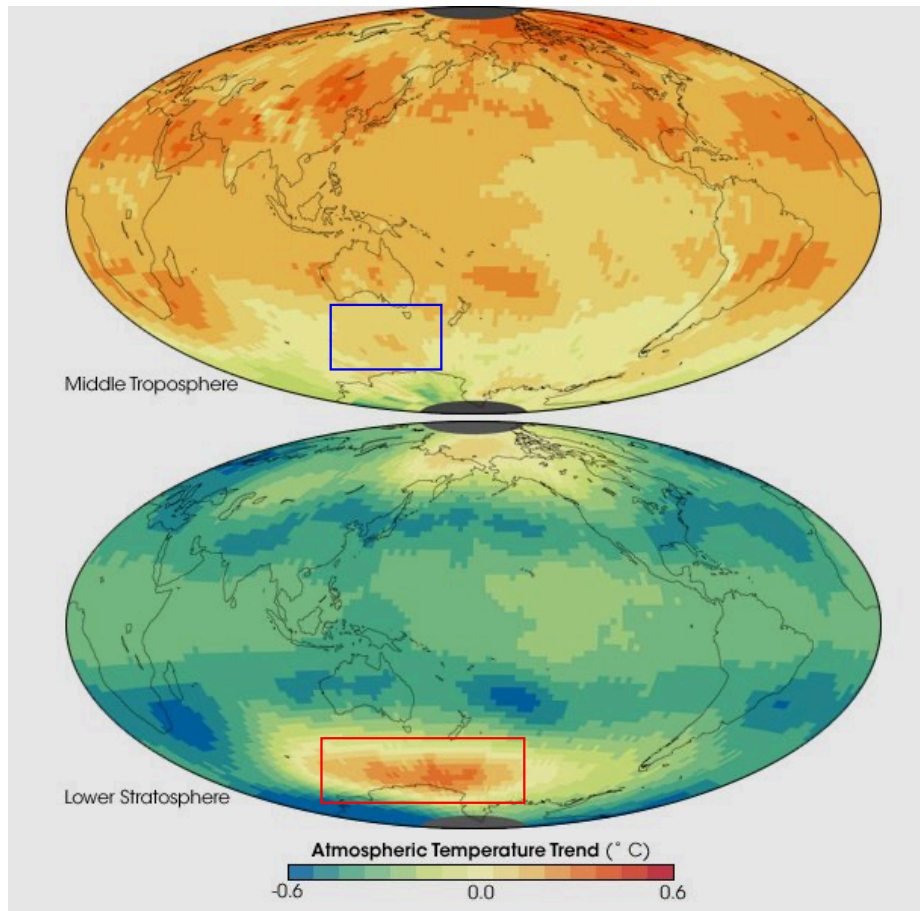 Middle Troposphere
Lower Stratosphere
Atmospheric Temperature Trend (° C)
-0.6 0.0 0.6